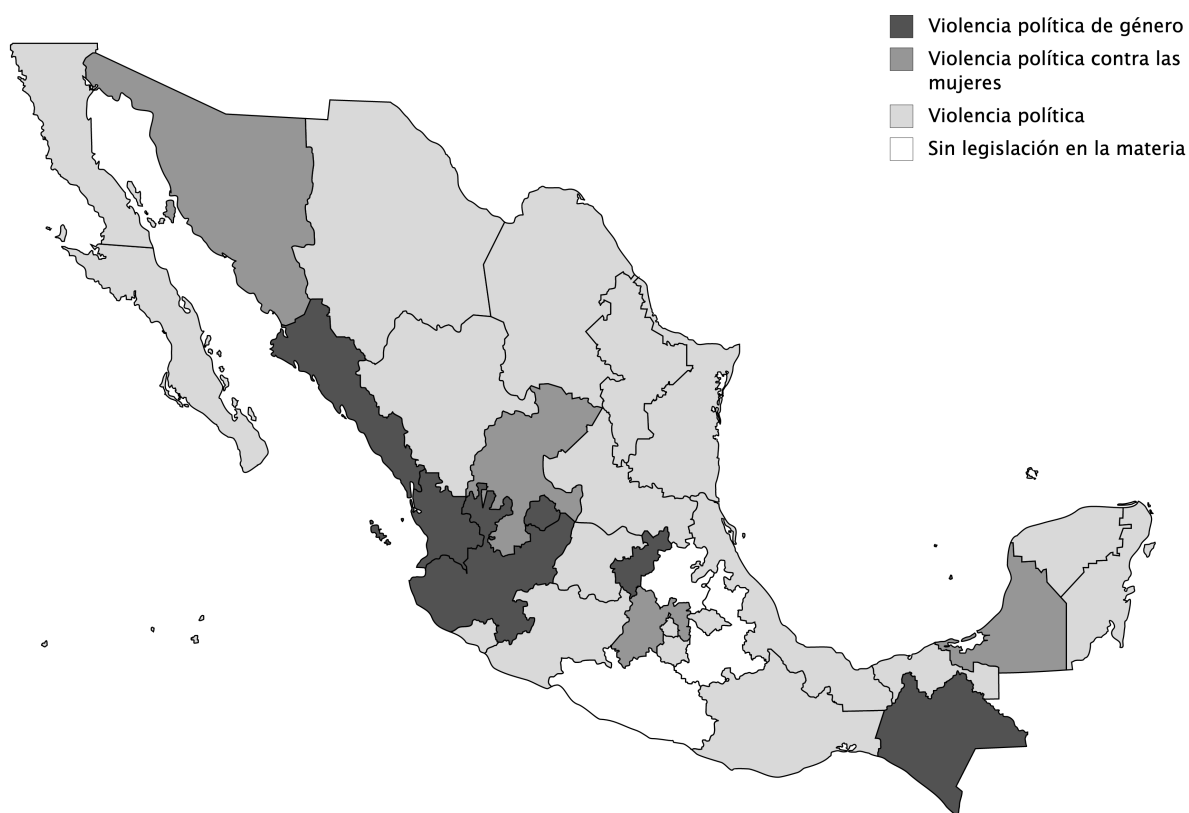 Violencia política de género
Violencia política contra las
mujeres
Violencia política
Sin legislación en la materia